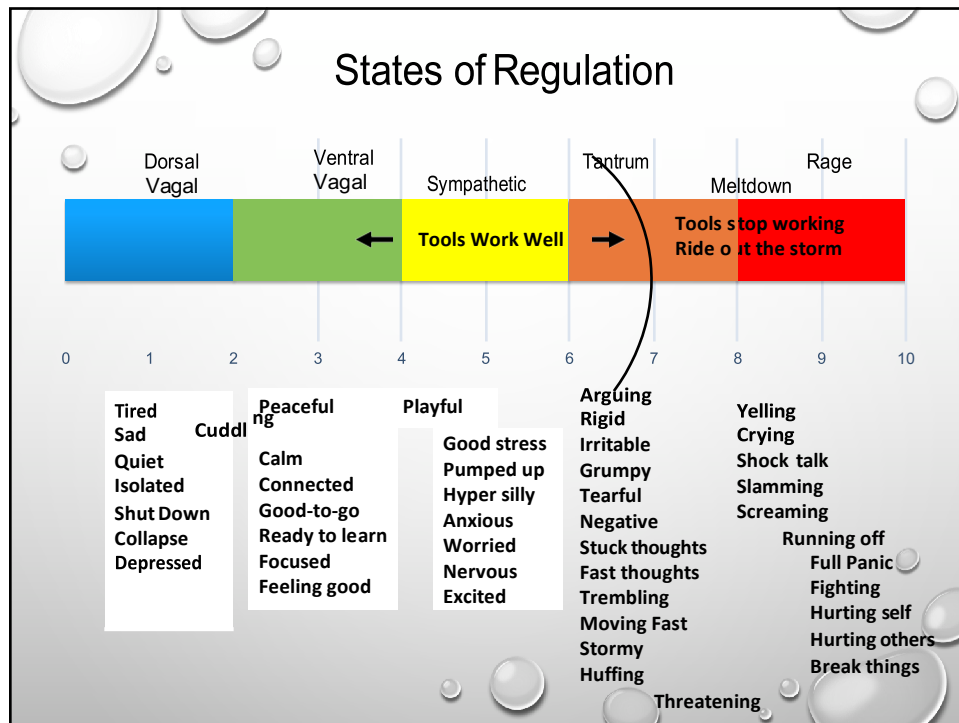 States of Regulation
Dorsal
Vagal
Ventral
Vagal
Sympathetic
Tantrum
Meltdown
Rage
Tools Work Well
Tools stop working
Ride out the storm
0 1 2 3 4 5 6 7 8 9 10
Tired
Sad
Quiet
Isolated
Shut Down
Collapse
Depressed
Cuddling
Peaceful
Calm
Connected
Good-to-go
Ready to learn
Focused
Feeling good
Playful
Good stress
Pumped up
Hyper silly
Anxious
Worried
Nervous
Excited
Arguing
Rigid
Irritable
Grumpy
Tearful
Negative
Stuck thoughts
Fast thoughts
Trembling
Moving Fast
Stormy
Huffing
Threatening
Yelling
Crying
Shock talk
Slamming
Screaming
Running off
Full Panic
Fighting
Hurting self
Hurting others
Break things